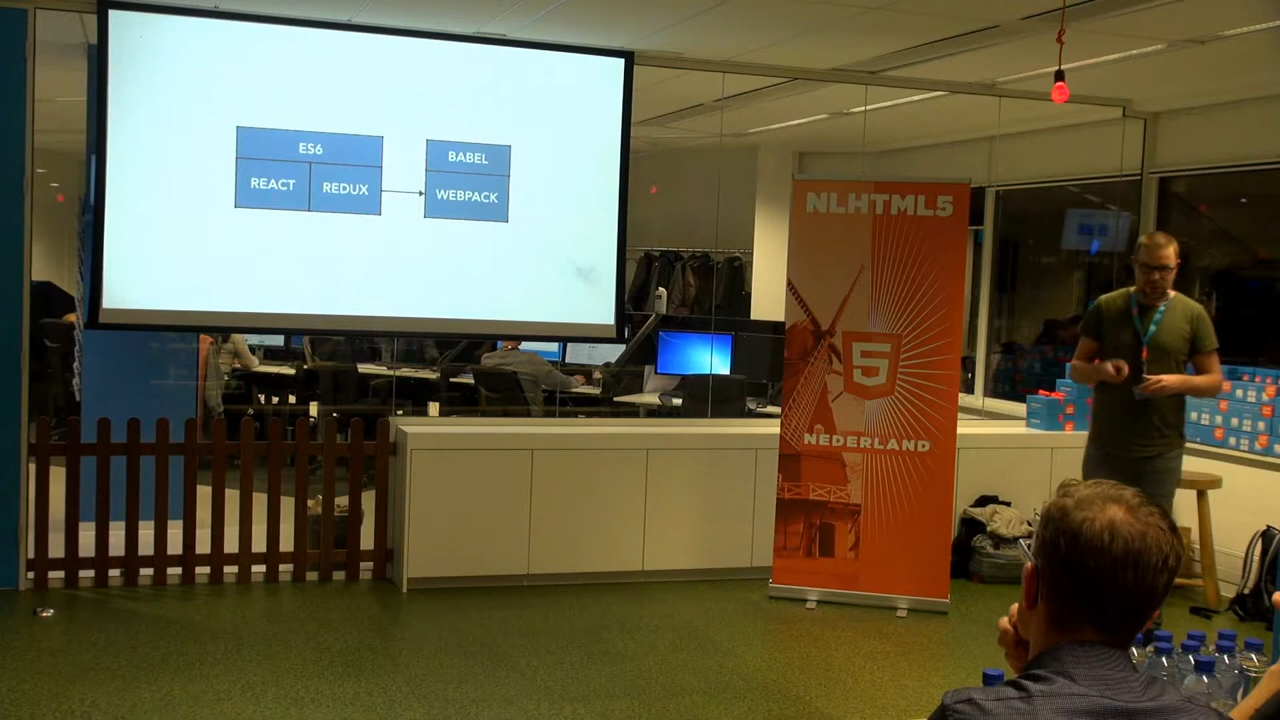 ES6
REACT
REDUX
BABEL
WEBPACK
NLHTML5
5
NEDERLAND